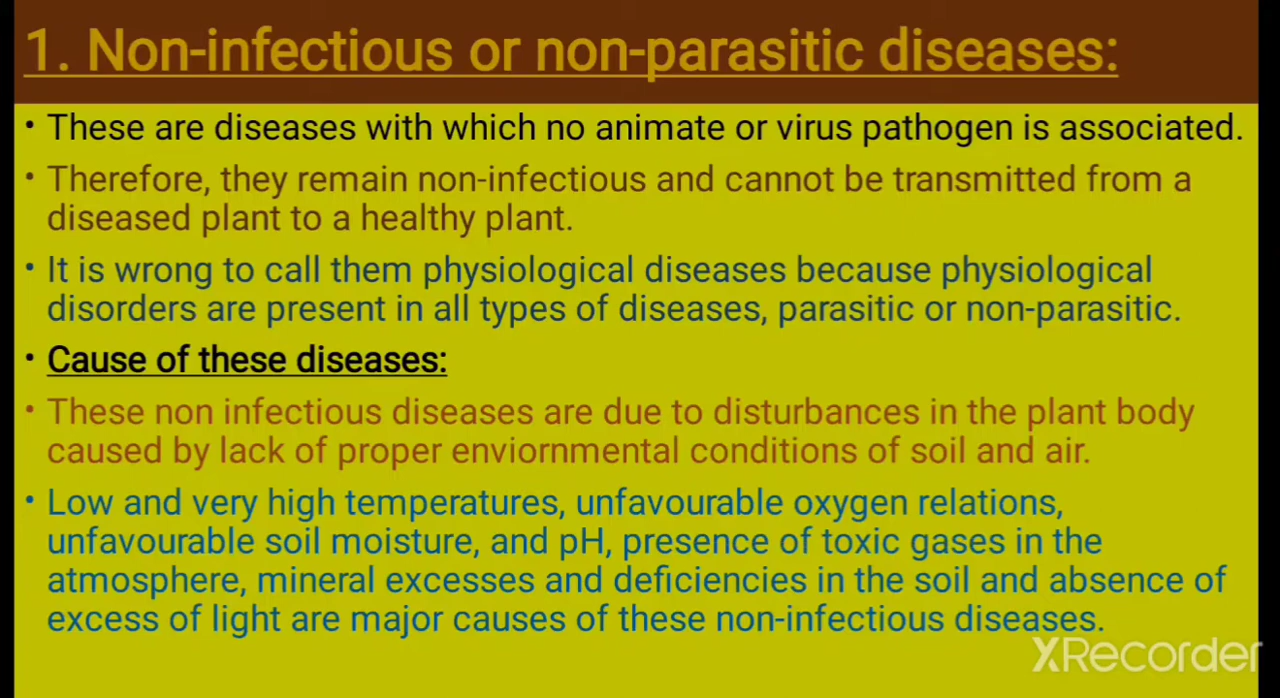 1. Non-infectious or non-parasitic diseases:
• These are diseases with which no animate or virus pathogen is associated.
• Therefore, they remain non-infectious and cannot be transmitted from a
diseased plant to a healthy plant.
• It is wrong to call them physiological diseases because physiological
disorders are present in all types of diseases, parasitic or non-parasitic.
• Cause of these diseases:
• These non infectious diseases are due to disturbances in the plant body
caused by lack of proper enviornmental conditions of soil and air.
• Low and very high temperatures, unfavourable oxygen relations,
unfavourable soil moisture, and pH, presence of toxic gases in the
atmosphere, mineral excesses and deficiencies in the soil and absence of
excess of light are major causes of these non-infectious diseases.
XRecorder